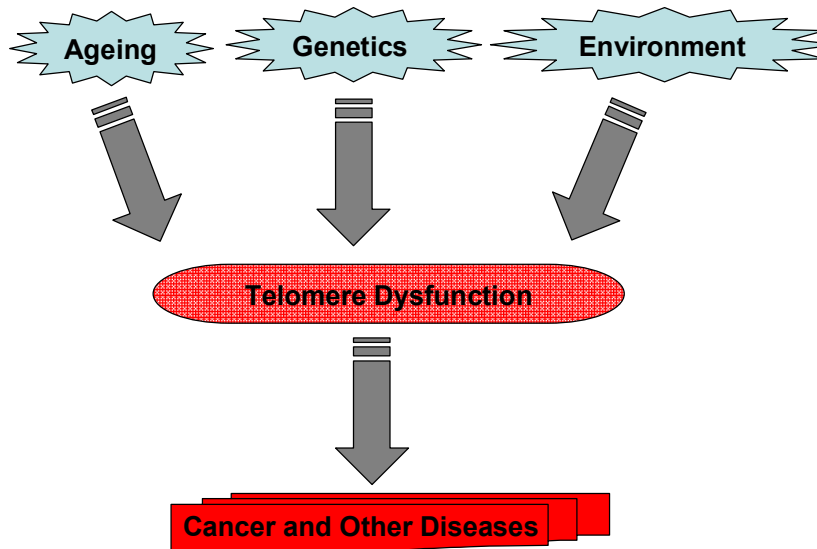 Ageing
Genetics
Environment
Telomere Dysfunction
Cancer and Other Diseases